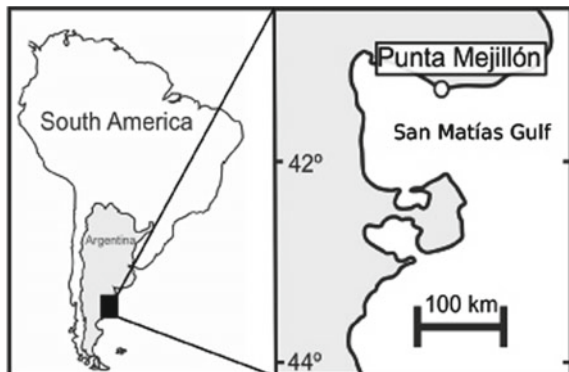 South America
Argentina
Punta Mejillón
San Matías Gulf
42º
100 km
44º